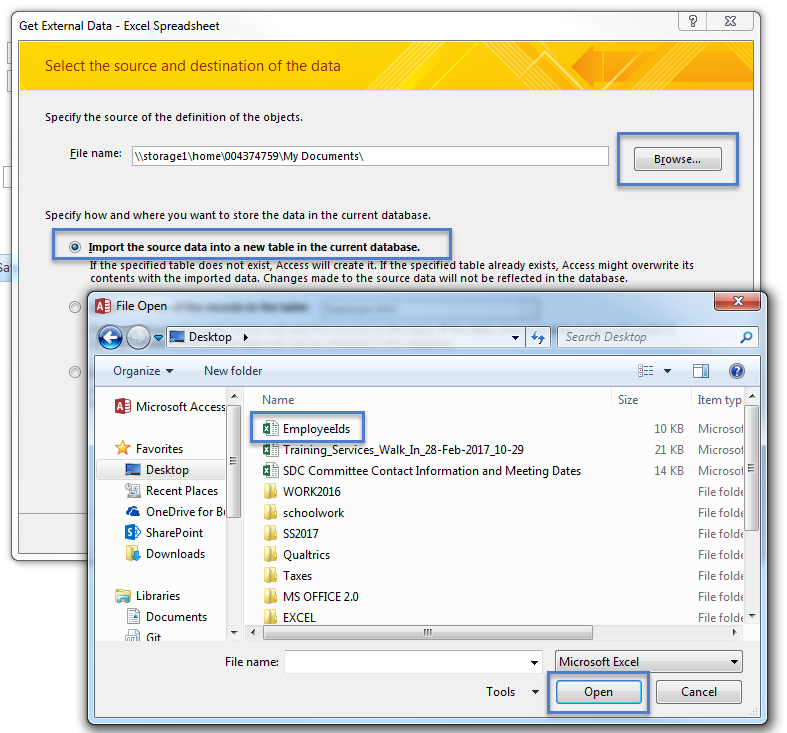 Get External Data - Excel Spreadsheet
Select the source and destination of the data
Specify the source of the definition of the objects.
File name: \\storage1\home\004374759\My Documents\
Browse...
Specify how and where you want to store the data in the current database.
Import the source data into a new table in the current database.
If the specified table does not exist, Access will create it. If the specified table already exists, Access might overwrite its
contents with the imported data. Changes made to the source data will not be reflected in the database.
File Open
Desktop
Search Desktop
Organize New folder
Name Size Item typ
Microsoft Access
Favorites
Desktop
Recent Places
OneDrive for Bu
SharePoint
Downloads
Libraries
Documents
Git
EmployeeIds 10 KB Microsof
Training_Services_Walk_In_28-Feb-2017_10-29 21 KB Microsof
SDC Committee Contact Information and Meeting Dates 14 KB Microsof
WORK2016 File folde
schoolwork File folde
SS2017 File folde
Qualtrics File folde
Taxes File folde
MS OFFICE 2.0 File folde
EXCEL File folde
File name: Microsoft Excel
Tools Open Cancel